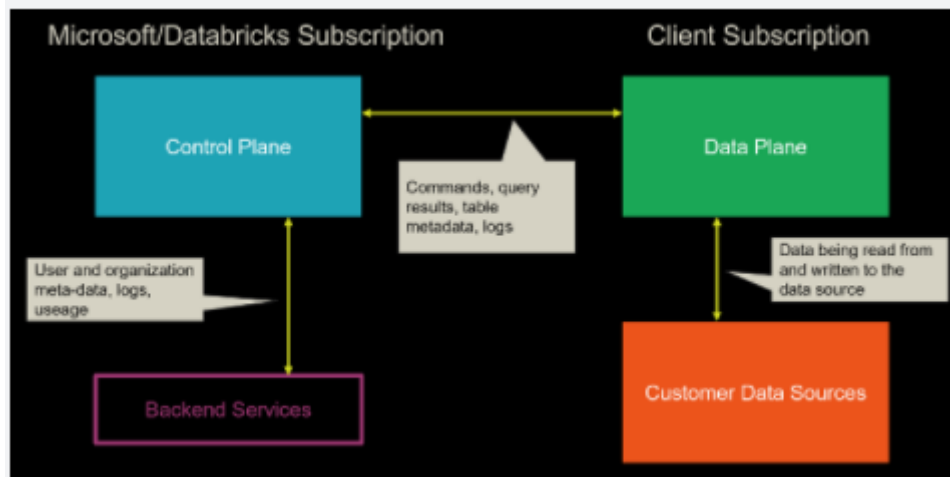 Microsoft/Databricks Subscription
Client Subscription
Control Plane
Data Plane
Commands, query
results, table
metadata, logs
User and organization
meta-data, logs,
useage
Data being read from
and written to the
data source
Backend Services
Customer Data Sources